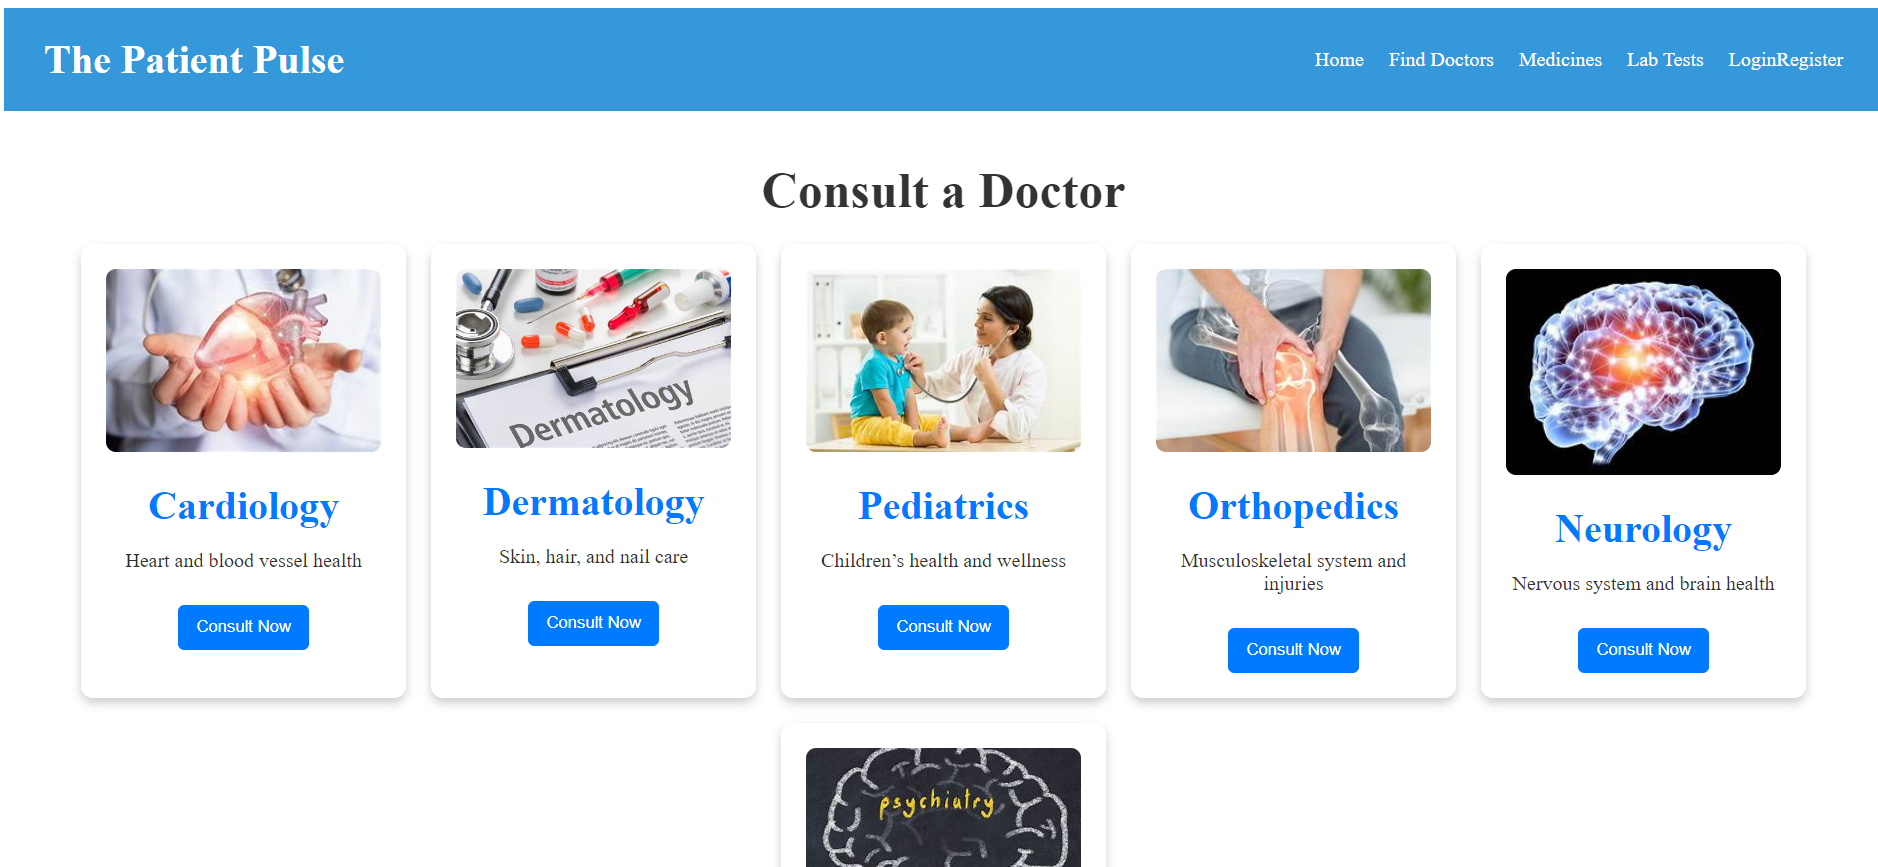 The Patient Pulse
Home Find Doctors Medicines Lab Tests LoginRegister
Consult a Doctor
Dermatology
Cardiology
Heart and blood vessel health
Consult Now
Dermatology
Skin, hair, and nail care
Consult Now
Pediatrics
Children’s health and wellness
Consult Now
Orthopedics
Musculoskeletal system and
injuries
Consult Now
Neurology
Nervous system and brain health
Consult Now
psychiatry